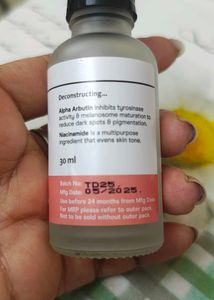 Deconstructing...
Alpha Arbutin inhibits tyrosinase
activity & melanosome maturation to
reduce dark spots & pigmentation.
Niacinamide is a multipurpose
ingredient that evens skin tone.
30 ml
Batch No: TD25
Mfg Date: 05/2025.
Use before 24 months from Mfg Date
For MRP please refer to outer pack.
Not to be sold without outer pack.